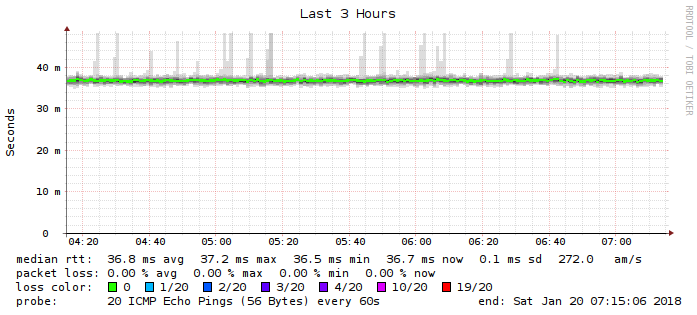 Last 3 Hours
RRDTOOL / TOBI OETIKER
Seconds
40 m
30 m
20 m
10 m
0
04:20 04:40 05:00 05:20 05:40 06:00 06:20 06:40 07:00
median rtt: 36.8 ms avg 37.2 ms max 36.5 ms min 36.7 ms now 0.1 ms sd 272.0 am/s
packet loss: 0.00 % avg 0.00 % max 0.00 % min 0.00 % now
loss color: 0 1/20 2/20 3/20 4/20 10/20 19/20
probe: 20 ICMP Echo Pings (56 Bytes) every 60s end: Sat Jan 20 07:15:06 2018